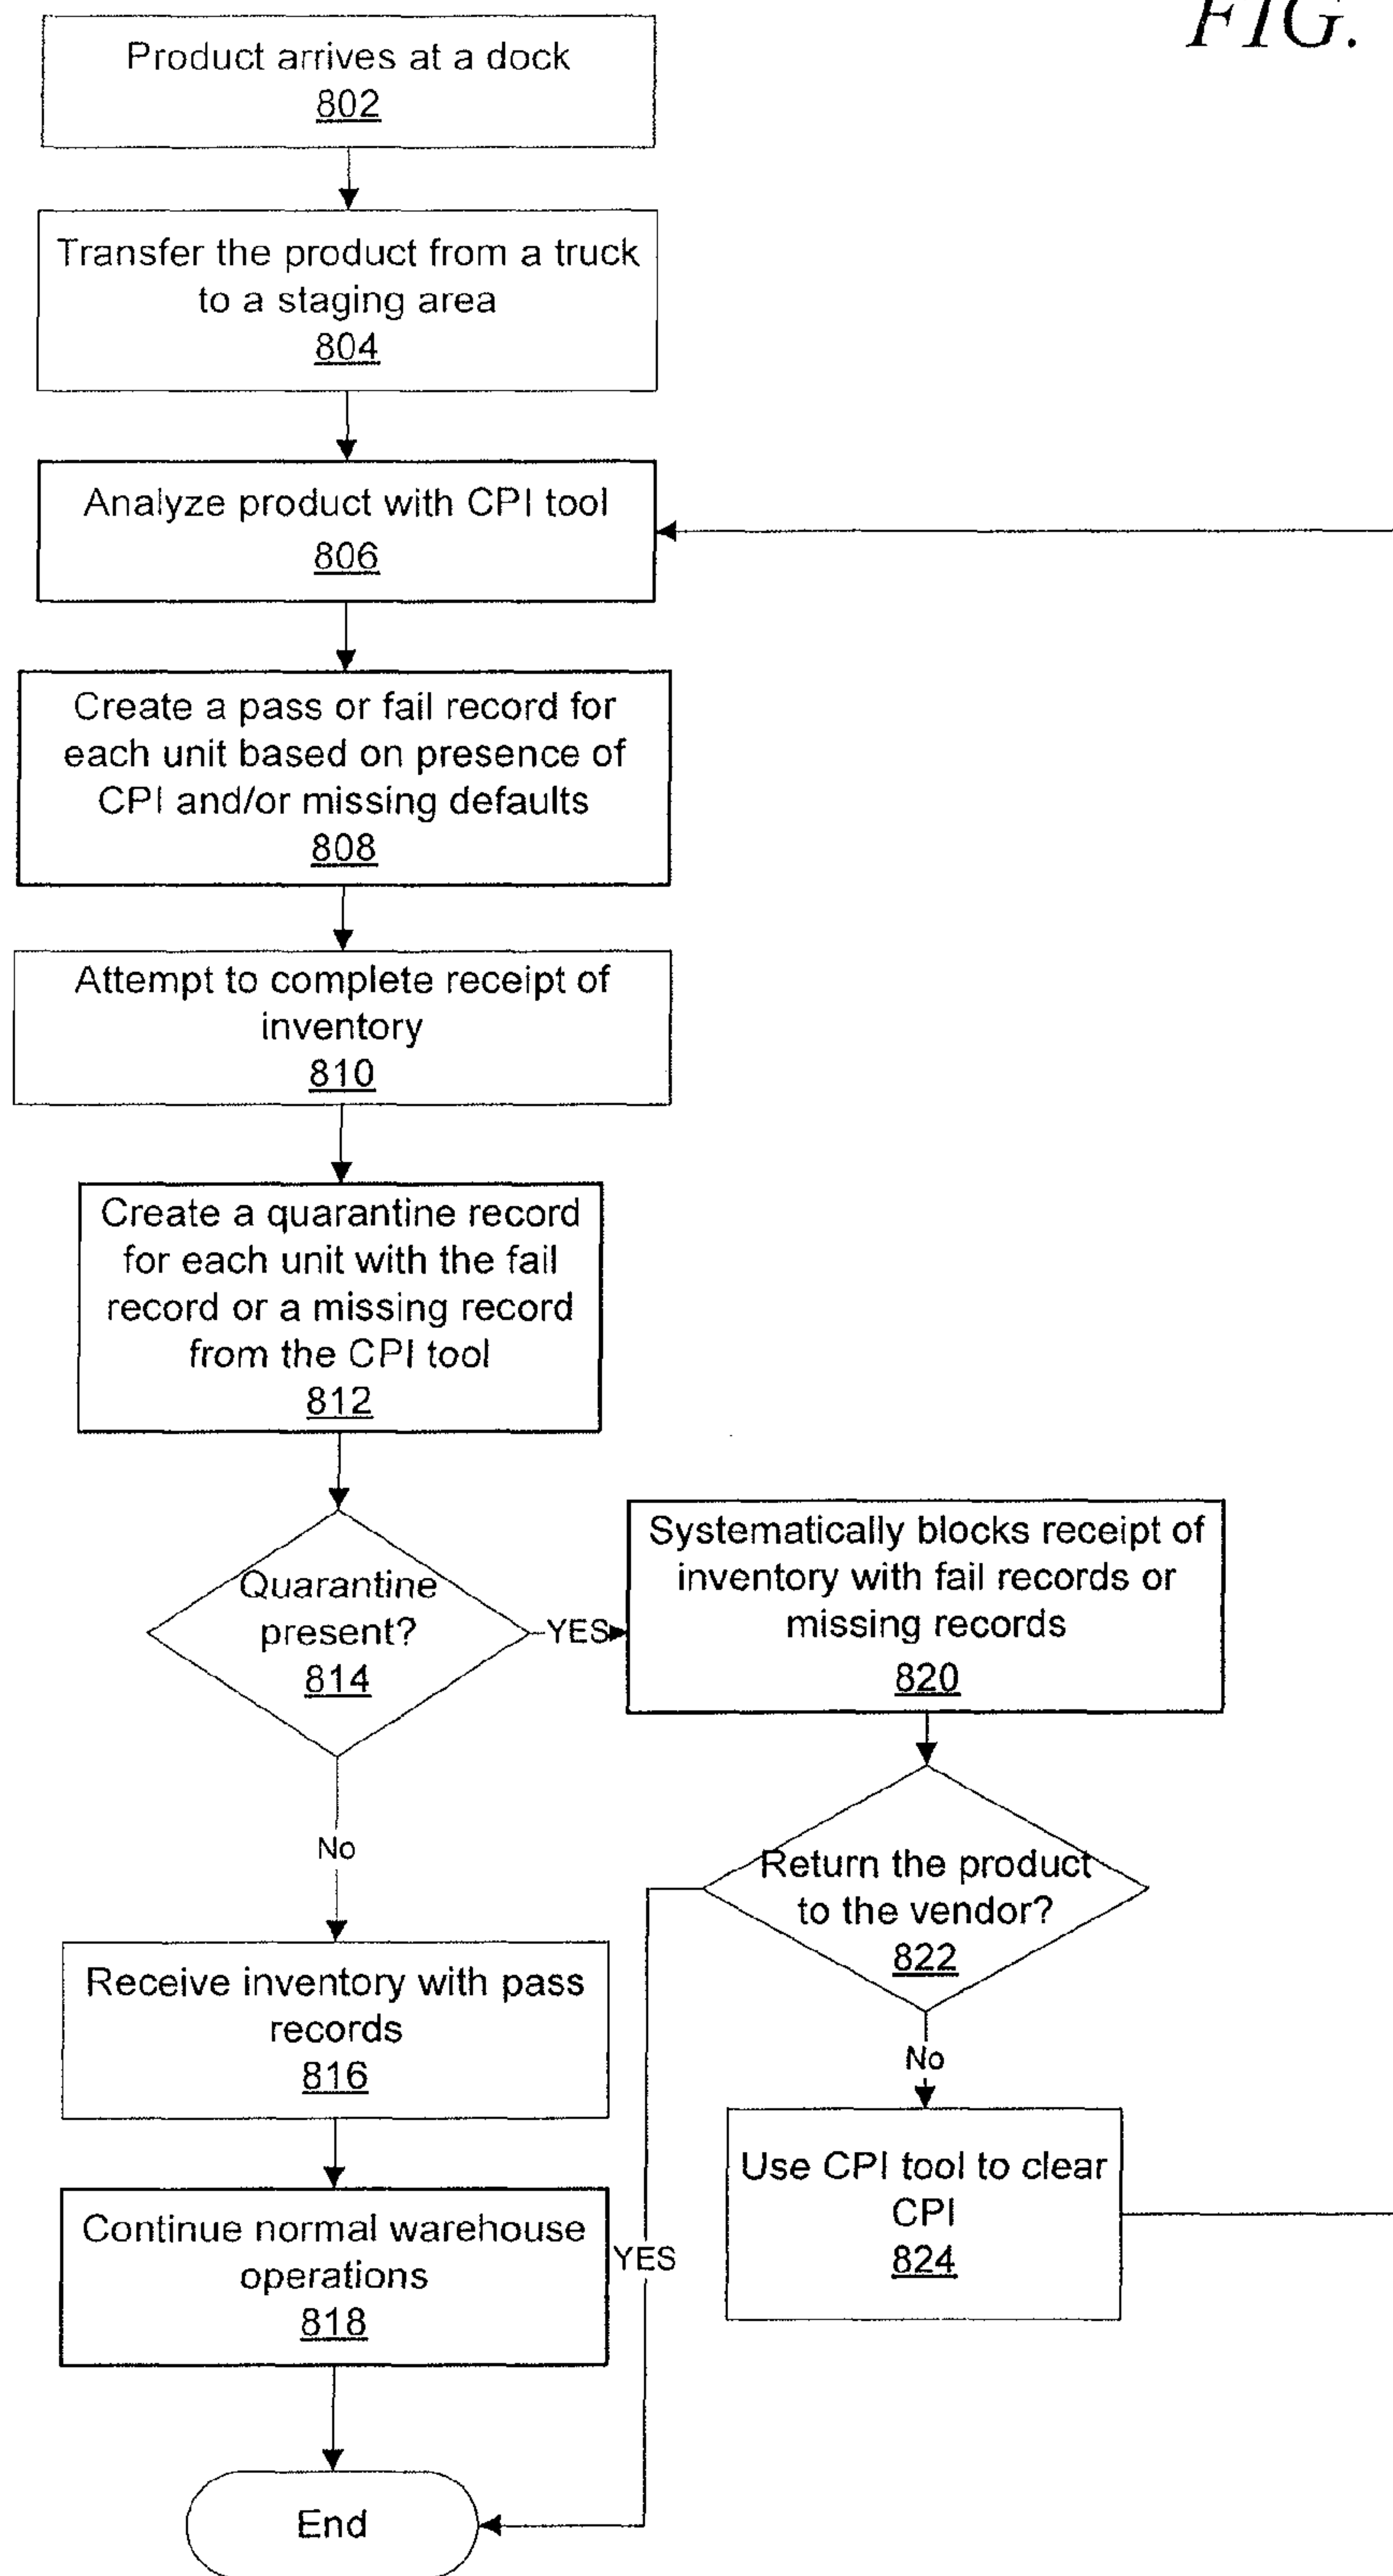 FIG.
Product arrives at a dock
802
Transfer the product from a truck
to a staging area
804
Analyze product with CPI tool
806
Create a pass or fail record for
each unit based on presence of
CPI and/or missing defaults
808
Attempt to complete receipt of
inventory
810
Create a quarantine record
for each unit with the fail
record or a missing record
from the CPI tool
812
Quarantine
present?
814
YES
Systematically blocks receipt of
inventory with fail records or
missing records
820
No
Return the product
to the vendor?
822
Receive inventory with pass
records
816
No
Use CPI tool to clear
CPI
824
Continue normal warehouse
operations
818
YES
End